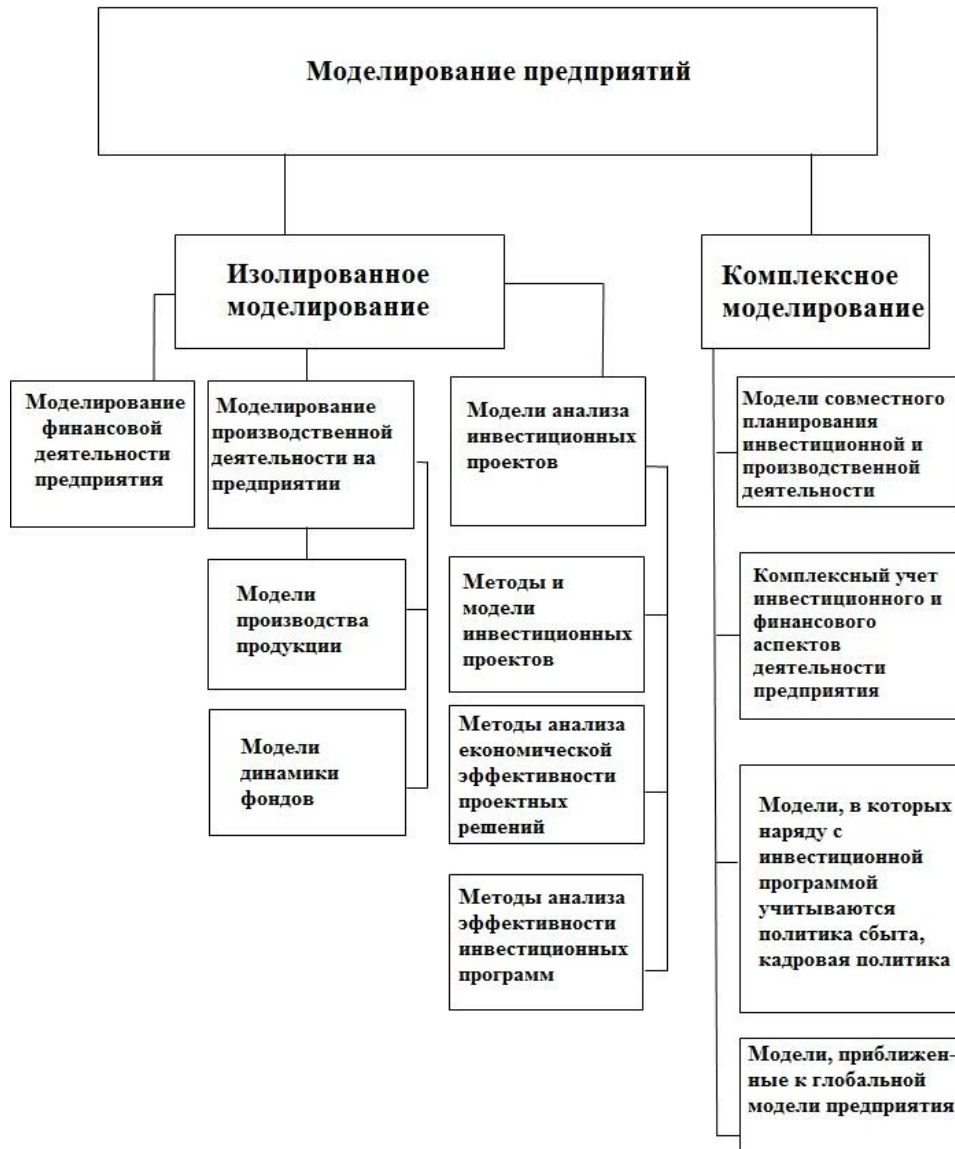 Моделирование предприятий
Изолированное
моделирование
Комплексное
моделирование
Моделирование
финансовой
деятельности
предприятия
Моделирование
производственной
деятельности на
предприятии
Модели
производства
продукции
Модели
динамики
фондов
Модели анализа
инвестиционных
проектов
Методы и
модели
инвестиционных
проектов
Методы анализа
економической
эффективности
проектных
решений
Методы анализа
эффективности
инвестиционных
программ
Модели совместного
планирования
инвестиционной и
производственной
деятельности
Комплексный учет
инвестиционного и
финансового
аспектов
деятельности
предприятия
Модели, в которых
наряду с
инвестиционной
программой
учитываются
политика сбыта,
кадровая политика
Модели, приближен-
ные к глобальной
модели предприятия